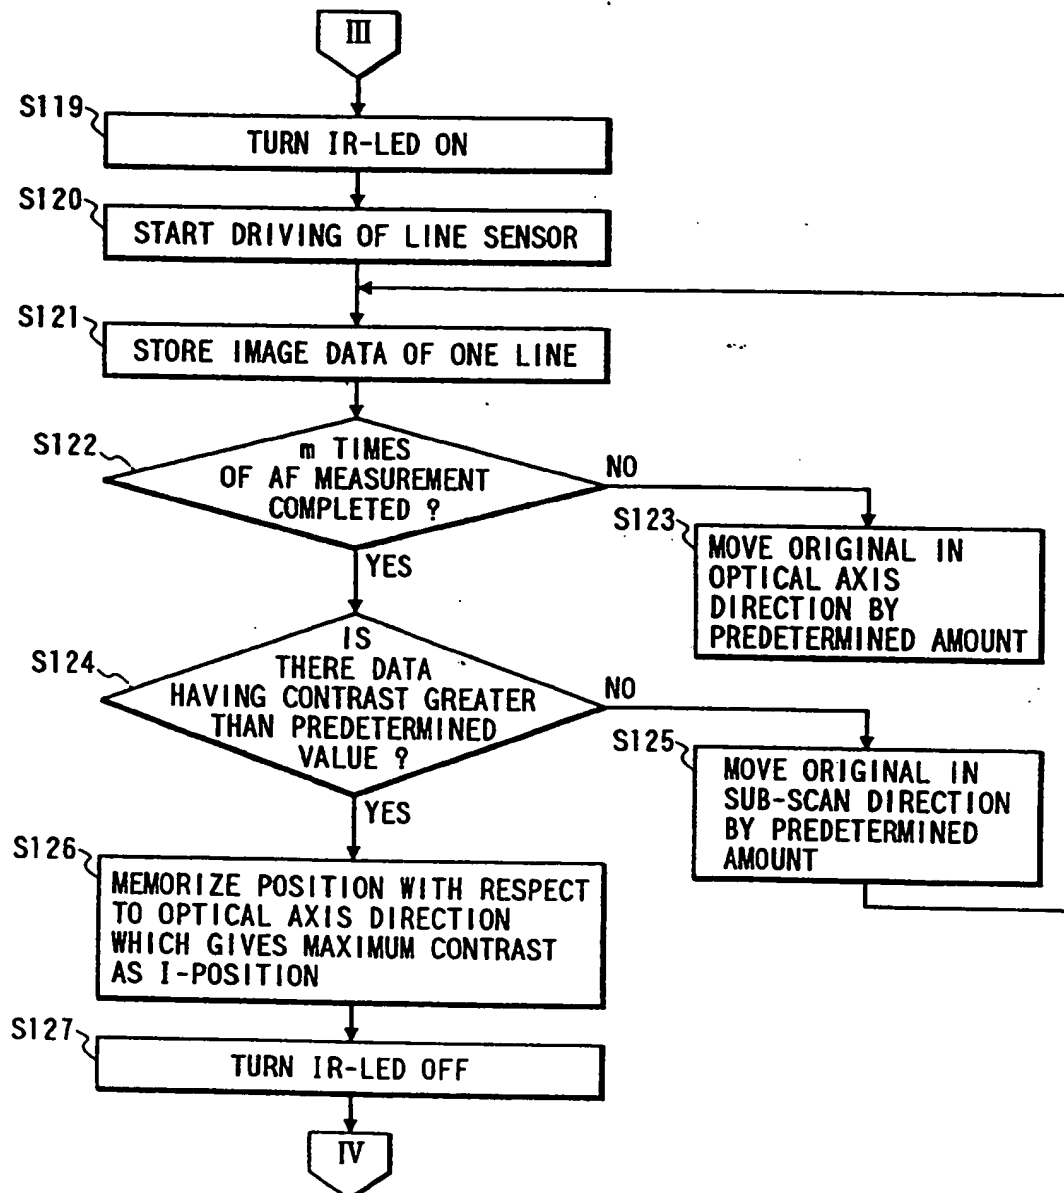 III
S119
TURN IR-LED ON
S120
START DRIVING OF LINE SENSOR
S121
STORE IMAGE DATA OF ONE LINE
S122
m TIMES
OF AF MEASUREMENT
COMPLETED ?
NO
YES
S123
MOVE ORIGINAL IN
OPTICAL AXIS
DIRECTION BY
PREDETERMINED AMOUNT
S124
IS
THERE DATA
HAVING CONTRAST GREATER
THAN PREDETERMINED
VALUE ?
NO
YES
S125
MOVE ORIGINAL IN
SUB-SCAN DIRECTION
BY PREDETERMINED
AMOUNT
S126
MEMORIZE POSITION WITH RESPECT
TO OPTICAL AXIS DIRECTION
WHICH GIVES MAXIMUM CONTRAST
AS I-POSITION
S127
TURN IR-LED OFF
IV